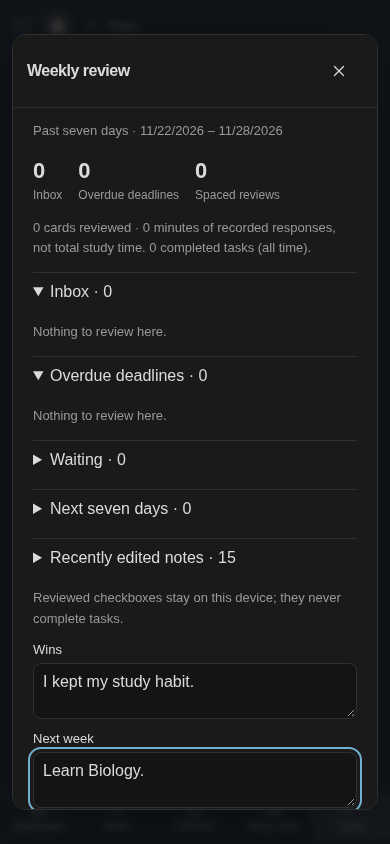 Weekly review
Past seven days · 11/22/2026 – 11/28/2026
0 0 0
Inbox Overdue deadlines Spaced reviews
0 cards reviewed · 0 minutes of recorded responses,
not total study time. 0 completed tasks (all time).
Inbox · 0
Nothing to review here.
Overdue deadlines · 0
Nothing to review here.
Waiting · 0
Next seven days · 0
Recently edited notes · 15
Reviewed checkboxes stay on this device; they never
complete tasks.
Wins
I kept my study habit.
Next week
Learn Biology.